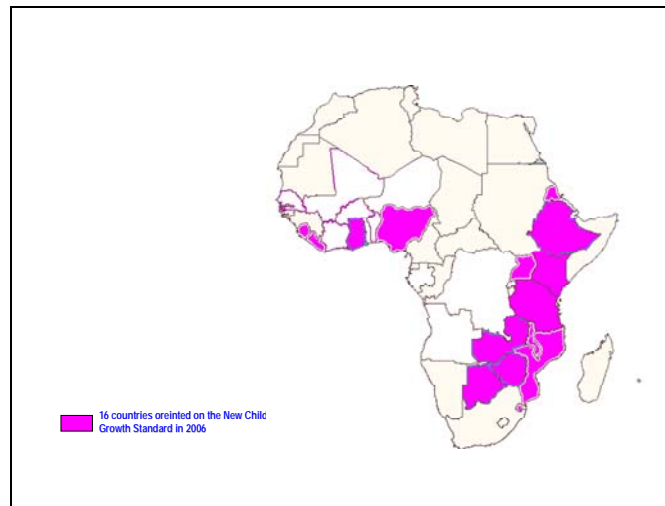 16 countries oreinted on the New Child
Growth Standard in 2006